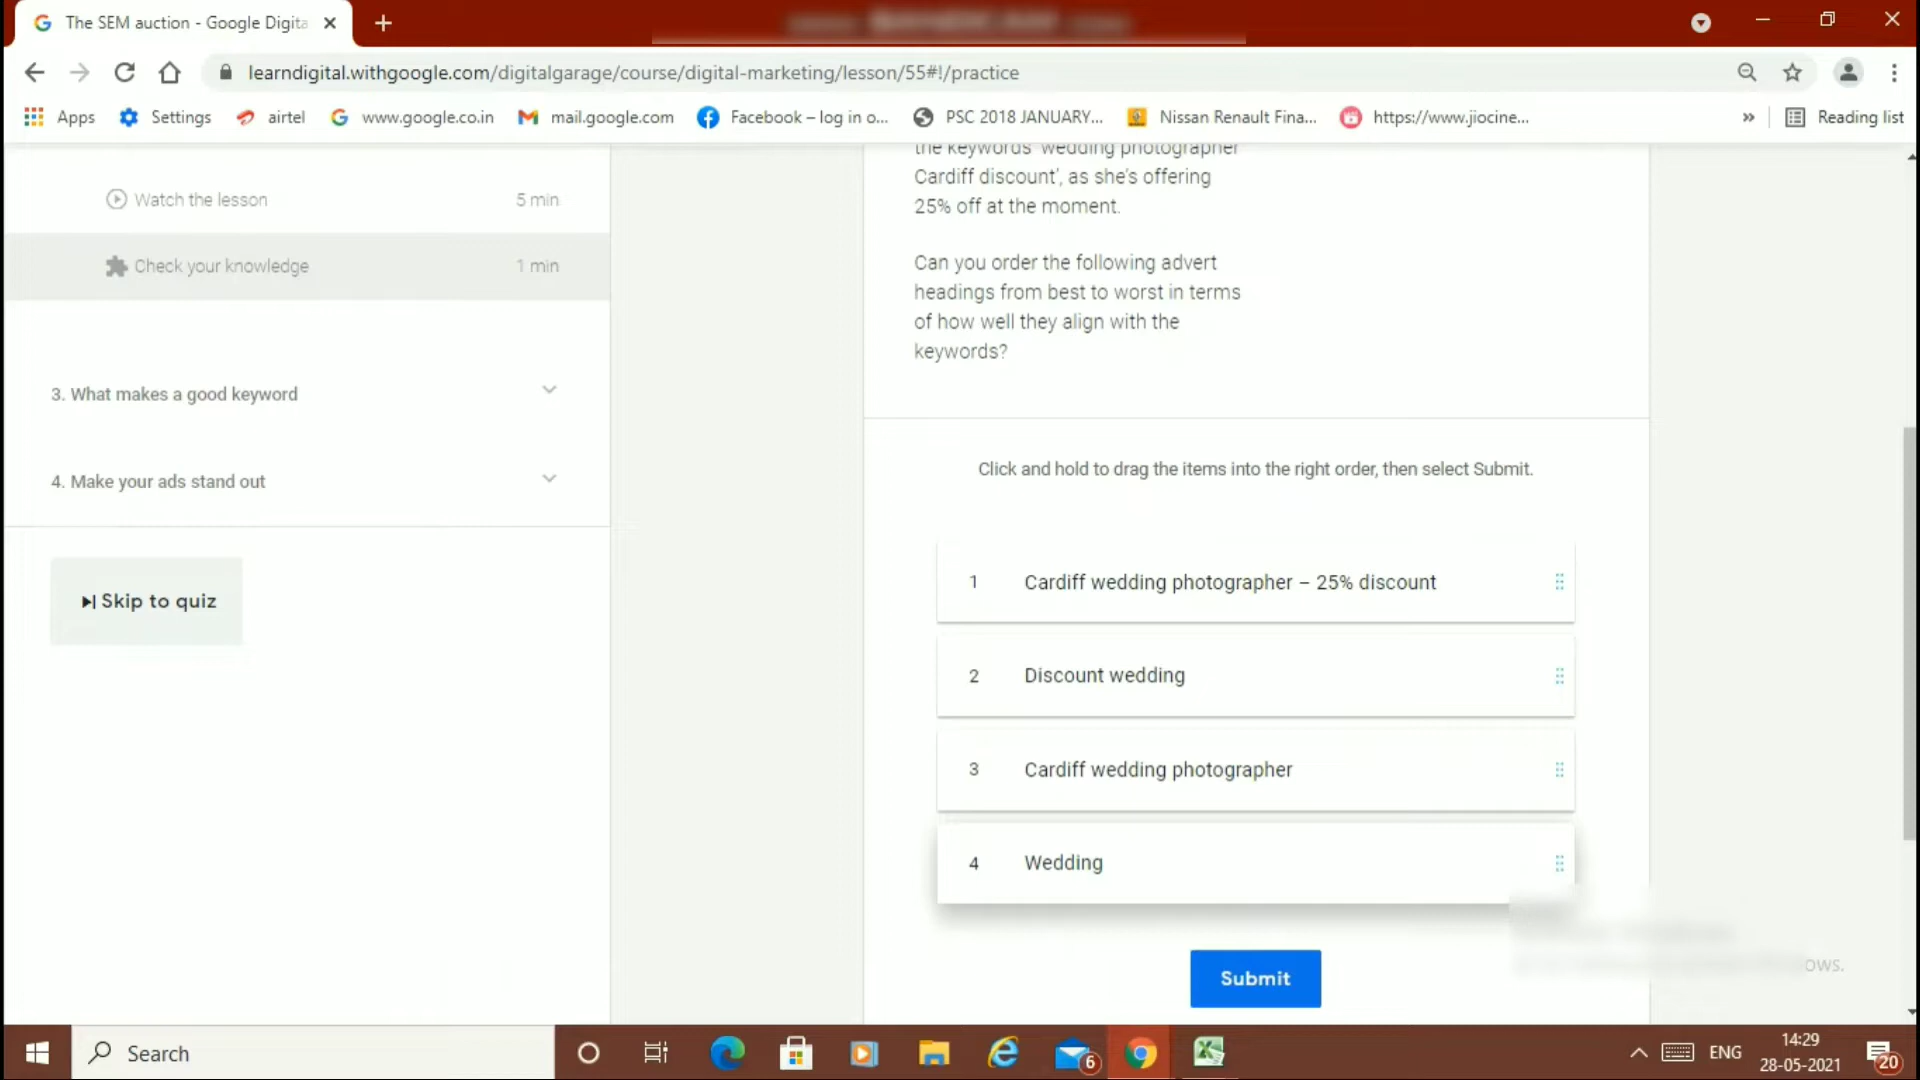 The SEM auction - Google Digita
learndigital.withgoogle.com/digitalgarage/course/digital-marketing/lesson/55#!/practice
Apps Settings airtel www.google.co.in mail.google.com Facebook – log in o... PSC 2018 JANUARY... Nissan Renault Fina... https://www.jiocine... » Reading list
Watch the lesson 5 min
Check your knowledge 1 min
3. What makes a good keyword
4. Make your ads stand out
Skip to quiz
the keywords 'wedding photographer
Cardiff discount', as she's offering
25% off at the moment.
Can you order the following advert
headings from best to worst in terms
of how well they align with the
keywords?
Click and hold to drag the items into the right order, then select Submit.
1 Cardiff wedding photographer – 25% discount
2 Discount wedding
3 Cardiff wedding photographer
4 Wedding
Submit
ows.
Search
6
ENG
14:29
28-05-2021
20